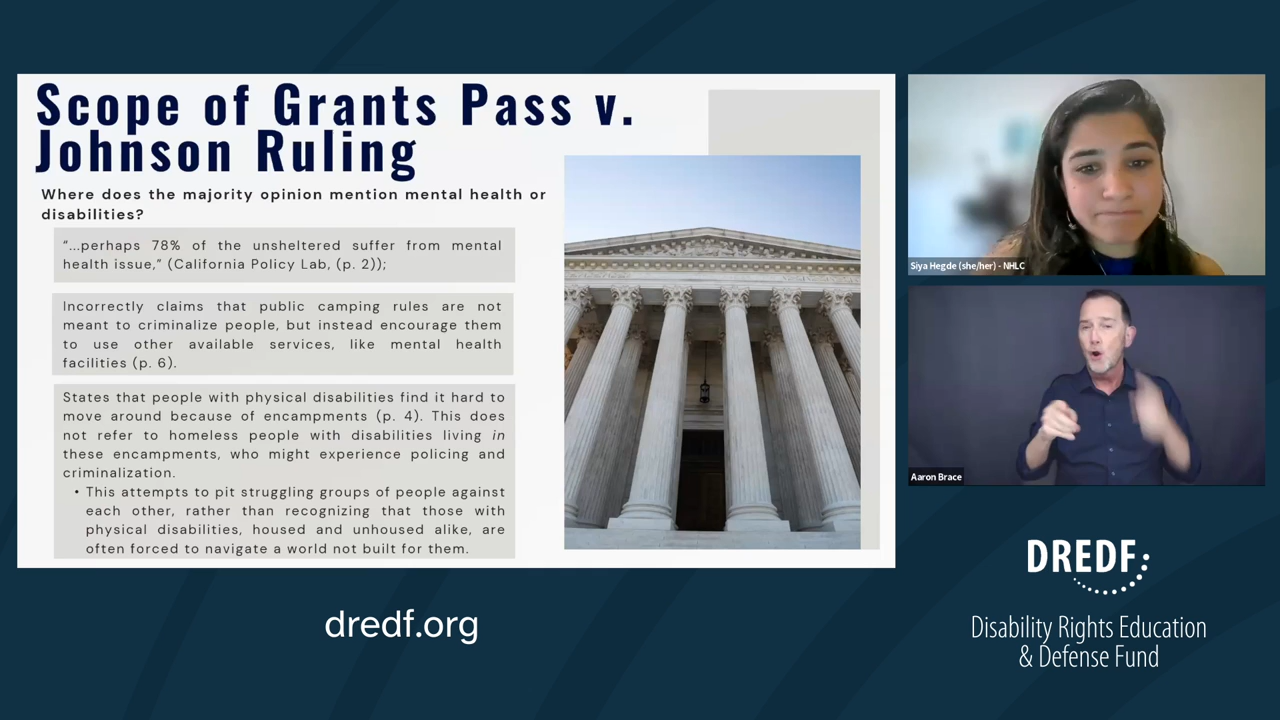 Scope of Grants Pass v.
Johnson Ruling
Where does the majority opinion mention mental health or
disabilities?
“...perhaps 78% of the unsheltered suffer from mental
health issue,” (California Policy Lab, (p. 2));
Incorrectly claims that public camping rules are not
meant to criminalize people, but instead encourage them
to use other available services, like mental health
facilities (p. 6).
States that people with physical disabilities find it hard to
move around because of encampments (p. 4). This does
not refer to homeless people with disabilities living in
these encampments, who might experience policing and
criminalization.
• This attempts to pit struggling groups of people against
each other, rather than recognizing that those with
physical disabilities, housed and unhoused alike, are
often forced to navigate a world not built for them.
Siya Hegde (she/her) - NHLC
Aaron Brace
dredf.org
DREDF
Disability Rights Education
& Defense Fund